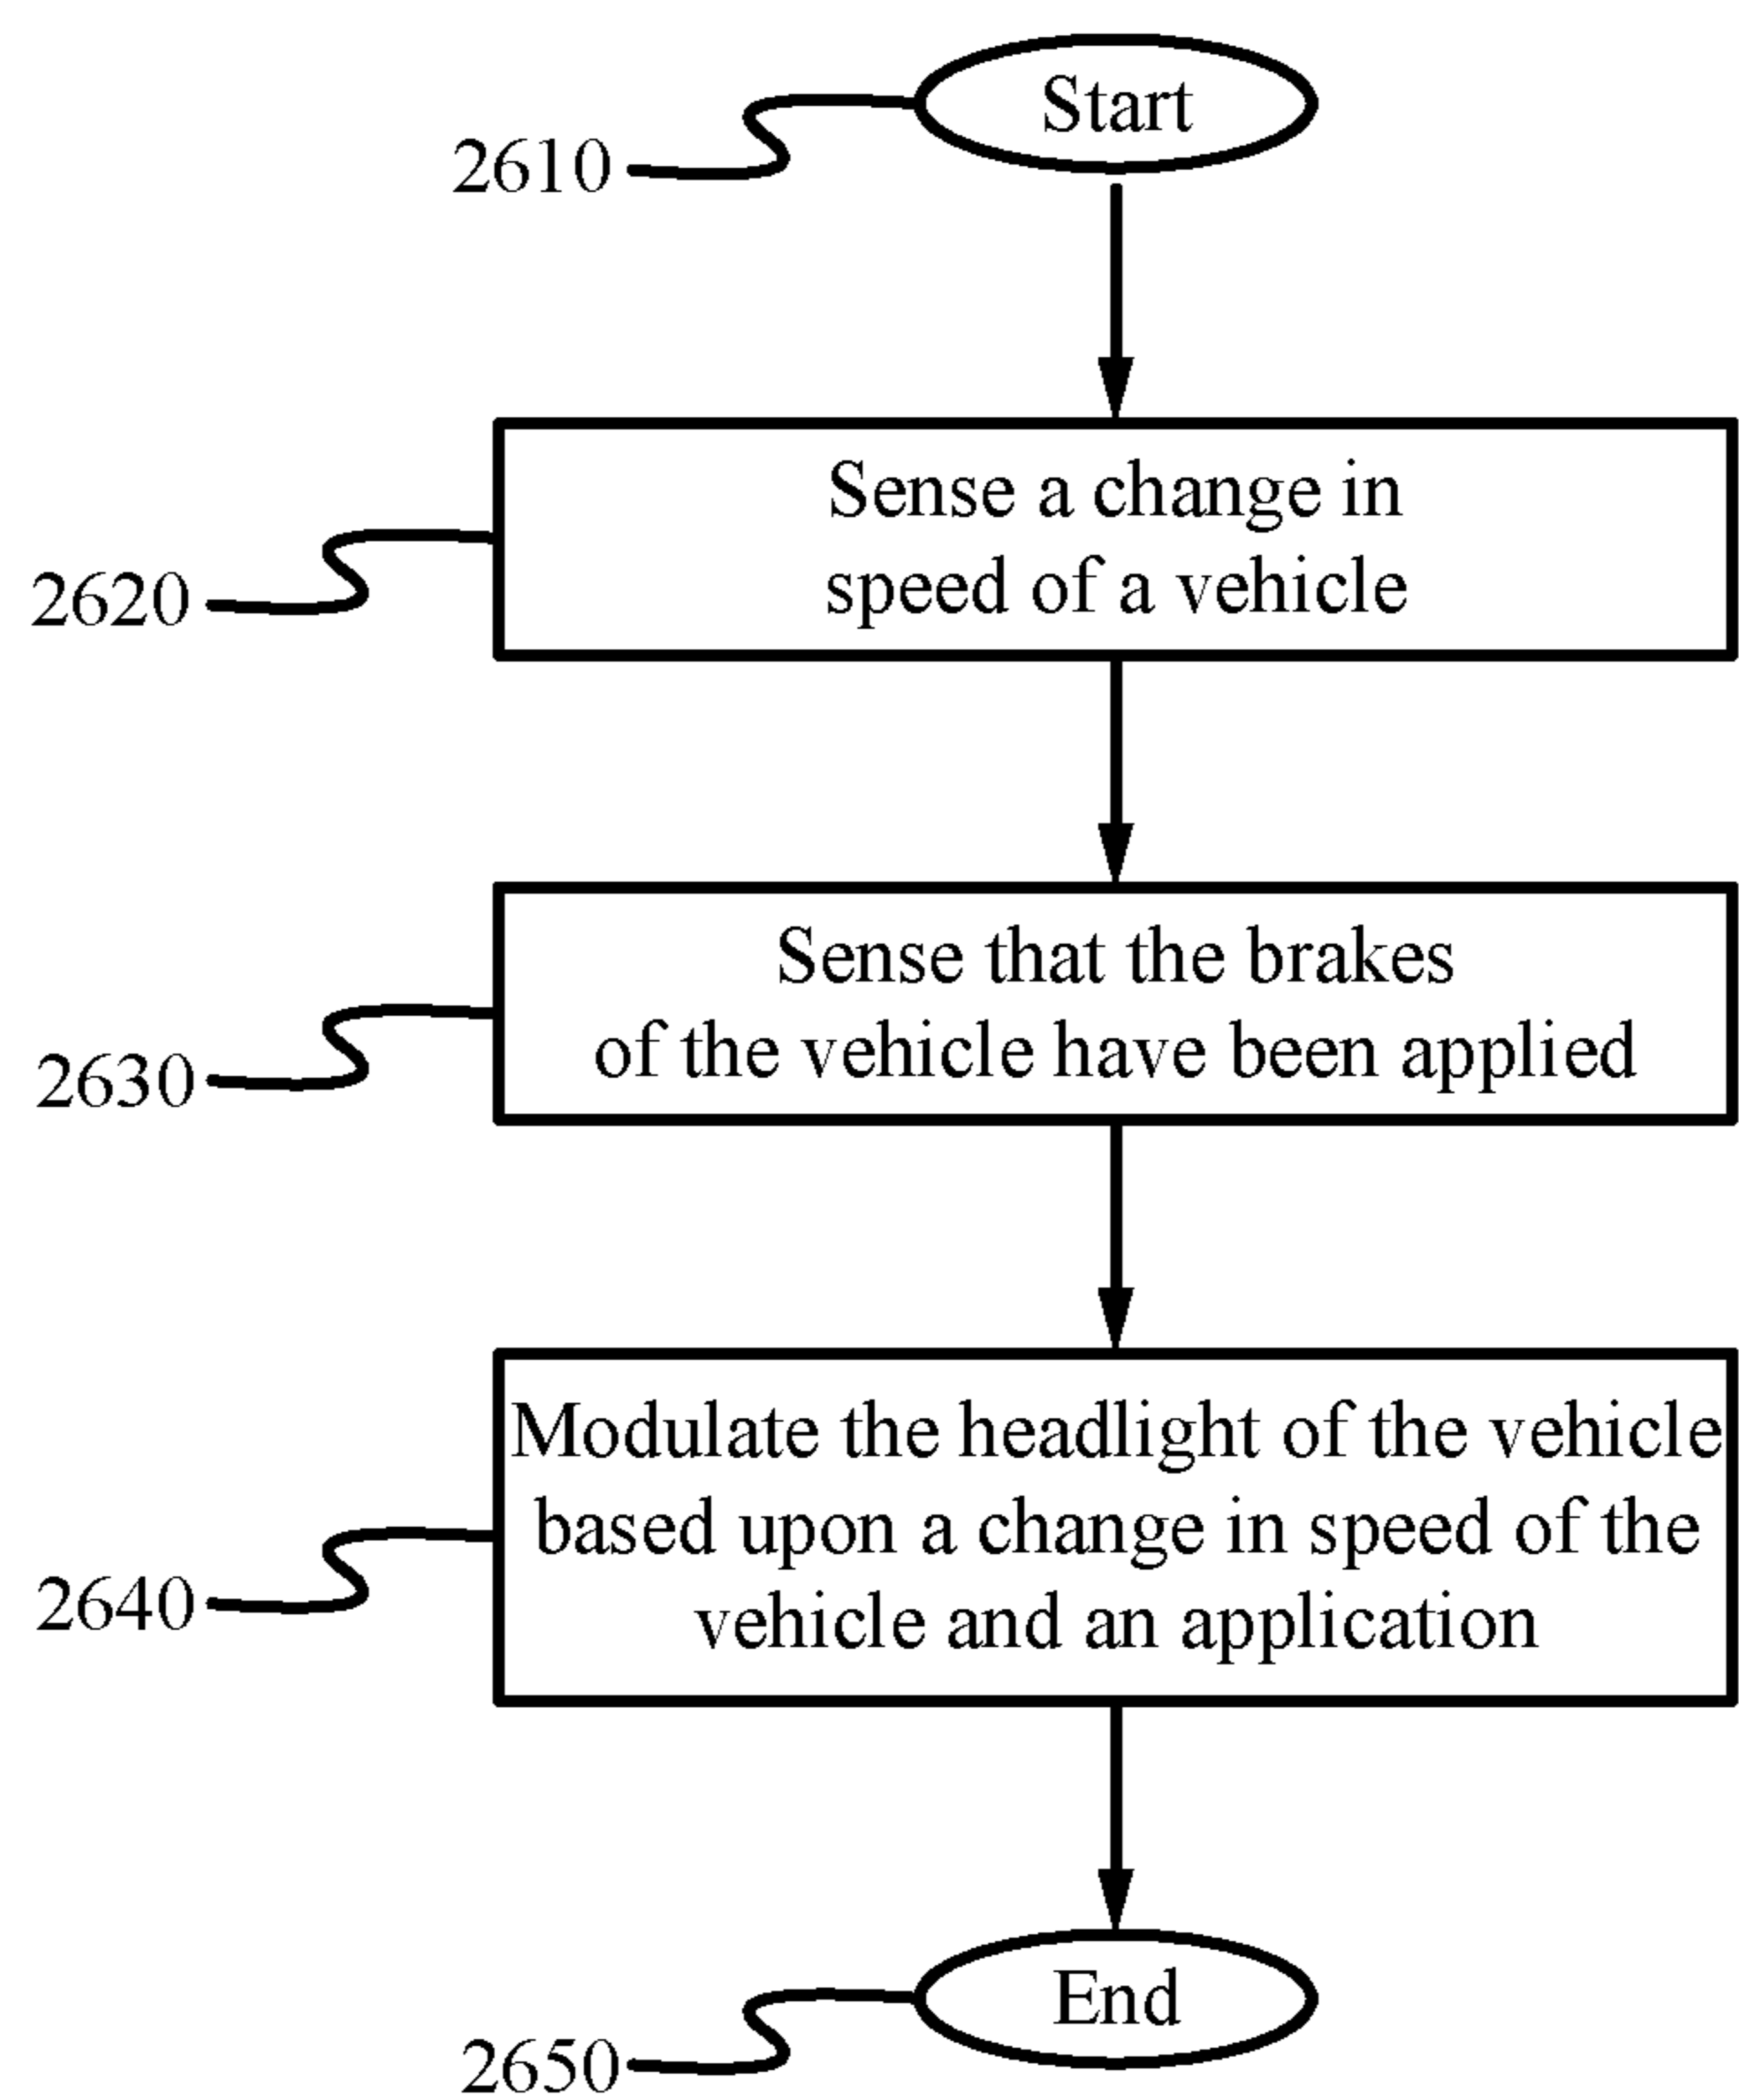 Start
2610
Sense a change in
speed of a vehicle
2620
Sense that the brakes
of the vehicle have been applied
2630
Modulate the headlight of the vehicle
based upon a change in speed of the
vehicle and an application
2640
End
2650